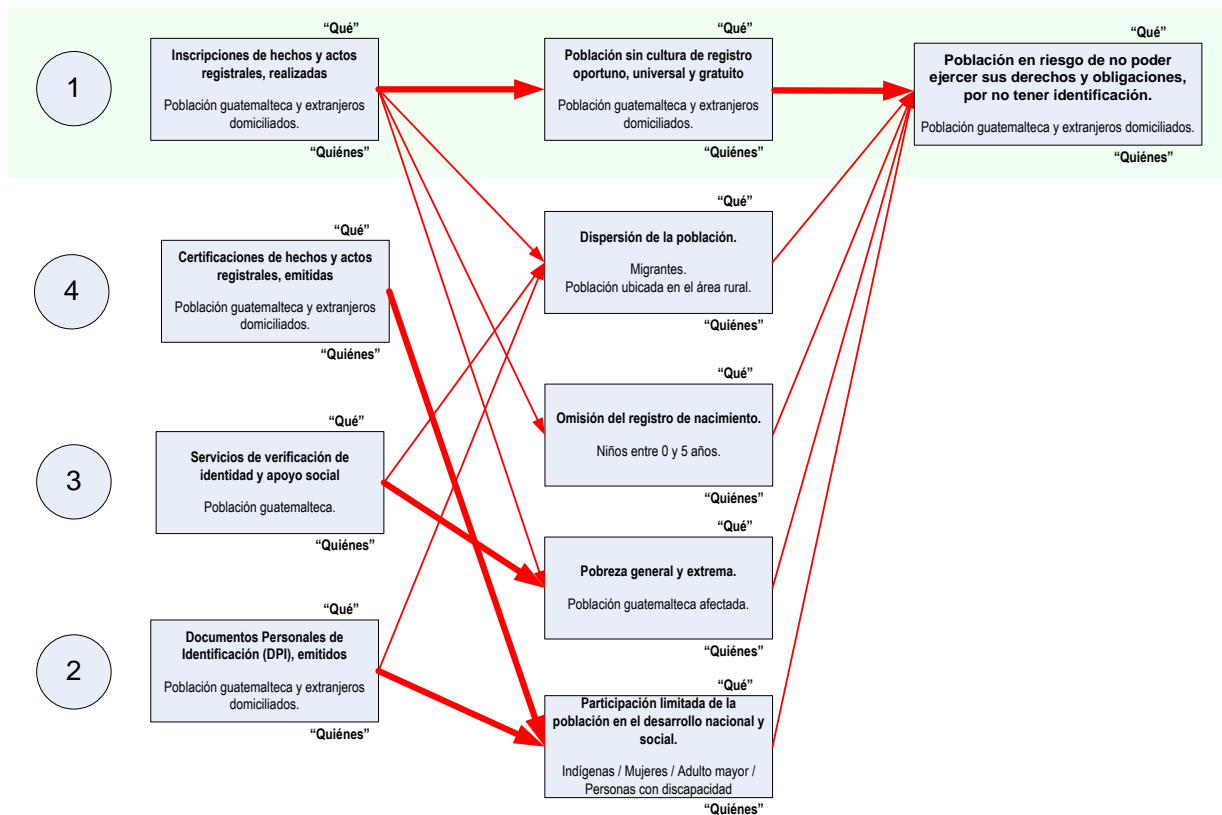 “Qué”
Inscripciones de hechos y actos
registrales, realizadas
Población guatemalteca y extranjeros
domiciliados.
“Quiénes”
“Qué”
Población sin cultura de registro
oportuno, universal y gratuito
Población guatemalteca y extranjeros
domiciliados.
“Quiénes”
“Qué”
Población en riesgo de no poder
ejercer sus derechos y obligaciones,
por no tener identificación.
Población guatemalteca y extranjeros domiciliados.
“Quiénes”
1
“Qué”
Dispersión de la población.
Migrantes.
Población ubicada en el área rural.
“Quiénes”
4
“Qué”
Certificaciones de hechos y actos
registrales, emitidas
Población guatemalteca y extranjeros
domiciliados.
“Quiénes”
“Qué”
Omisión del registro de nacimiento.
Niños entre 0 y 5 años.
“Quiénes”
3
“Qué”
Servicios de verificación de
identidad y apoyo social
Población guatemalteca.
“Quiénes”
“Qué”
Pobreza general y extrema.
Población guatemalteca afectada.
“Quiénes”
2
“Qué”
Documentos Personales de
Identificación (DPI), emitidos
Población guatemalteca y extranjeros
domiciliados.
“Quiénes”
“Qué”
Participación limitada de la
población en el desarrollo nacional y
social.
Indígenas / Mujeres / Adulto mayor /
Personas con discapacidad
“Quiénes”